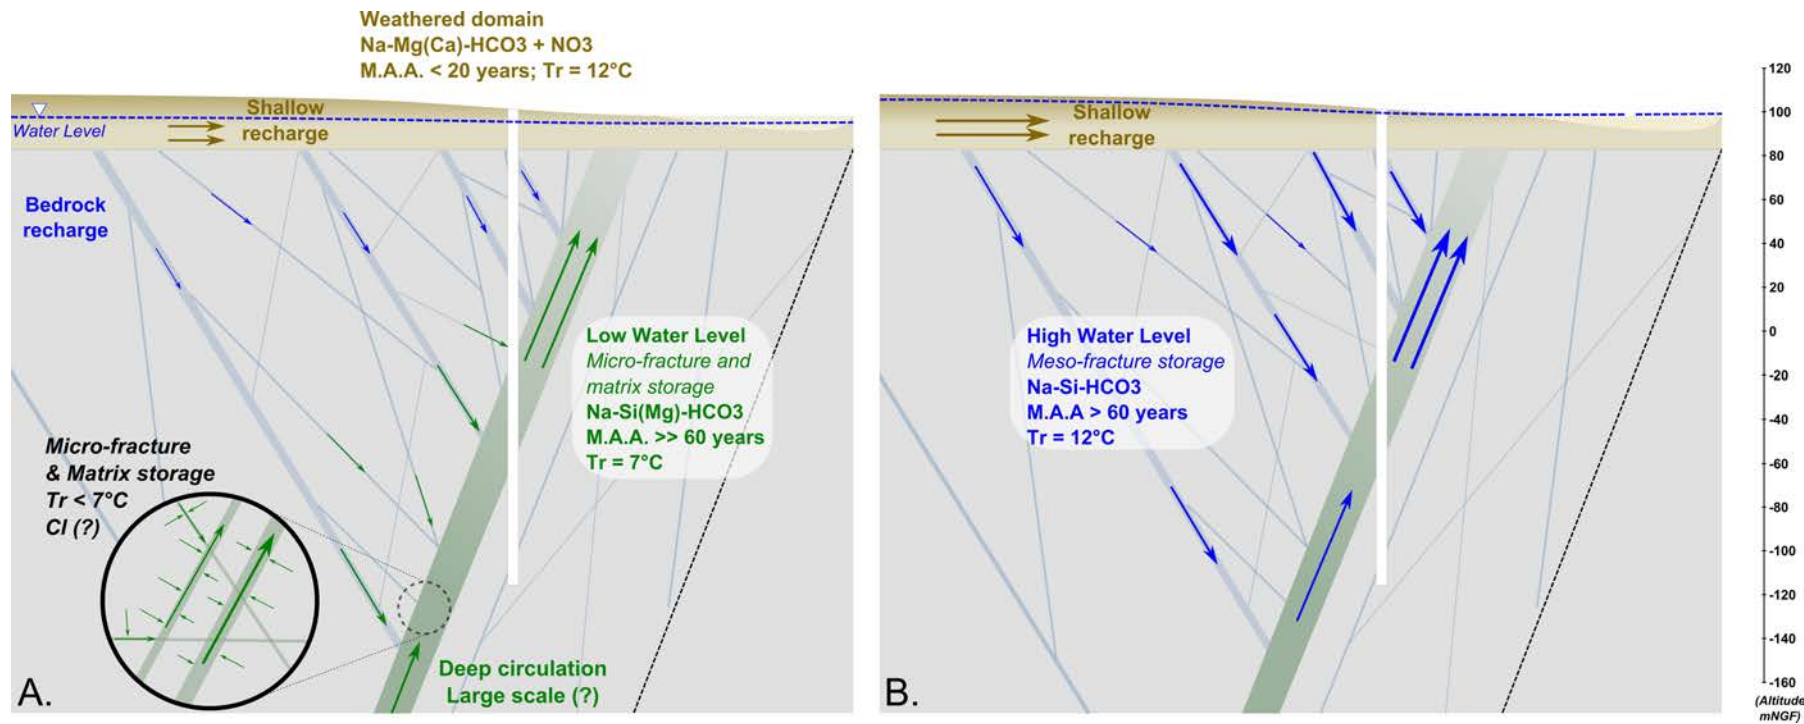 Weathered domain
Na-Mg(Ca)-HCO3 + NO3
M.A.A. < 20 years; Tr = 12°C
Shallow
recharge
Water Level
Bedrock
recharge
Low Water Level
Micro-fracture and
matrix storage
Na-Si(Mg)-HCO3
M.A.A. >> 60 years
Tr = 7°C
Micro-fracture
& Matrix storage
Tr < 7°C
Cl (?)
Deep circulation
Large scale (?)
A.
Shallow
recharge
High Water Level
Meso-fracture storage
Na-Si-HCO3
M.A.A > 60 years
Tr = 12°C
B.
120
100
80
60
40
20
0
-20
-40
-60
-80
-100
-120
-140
-160
(Altitude
mNGF)